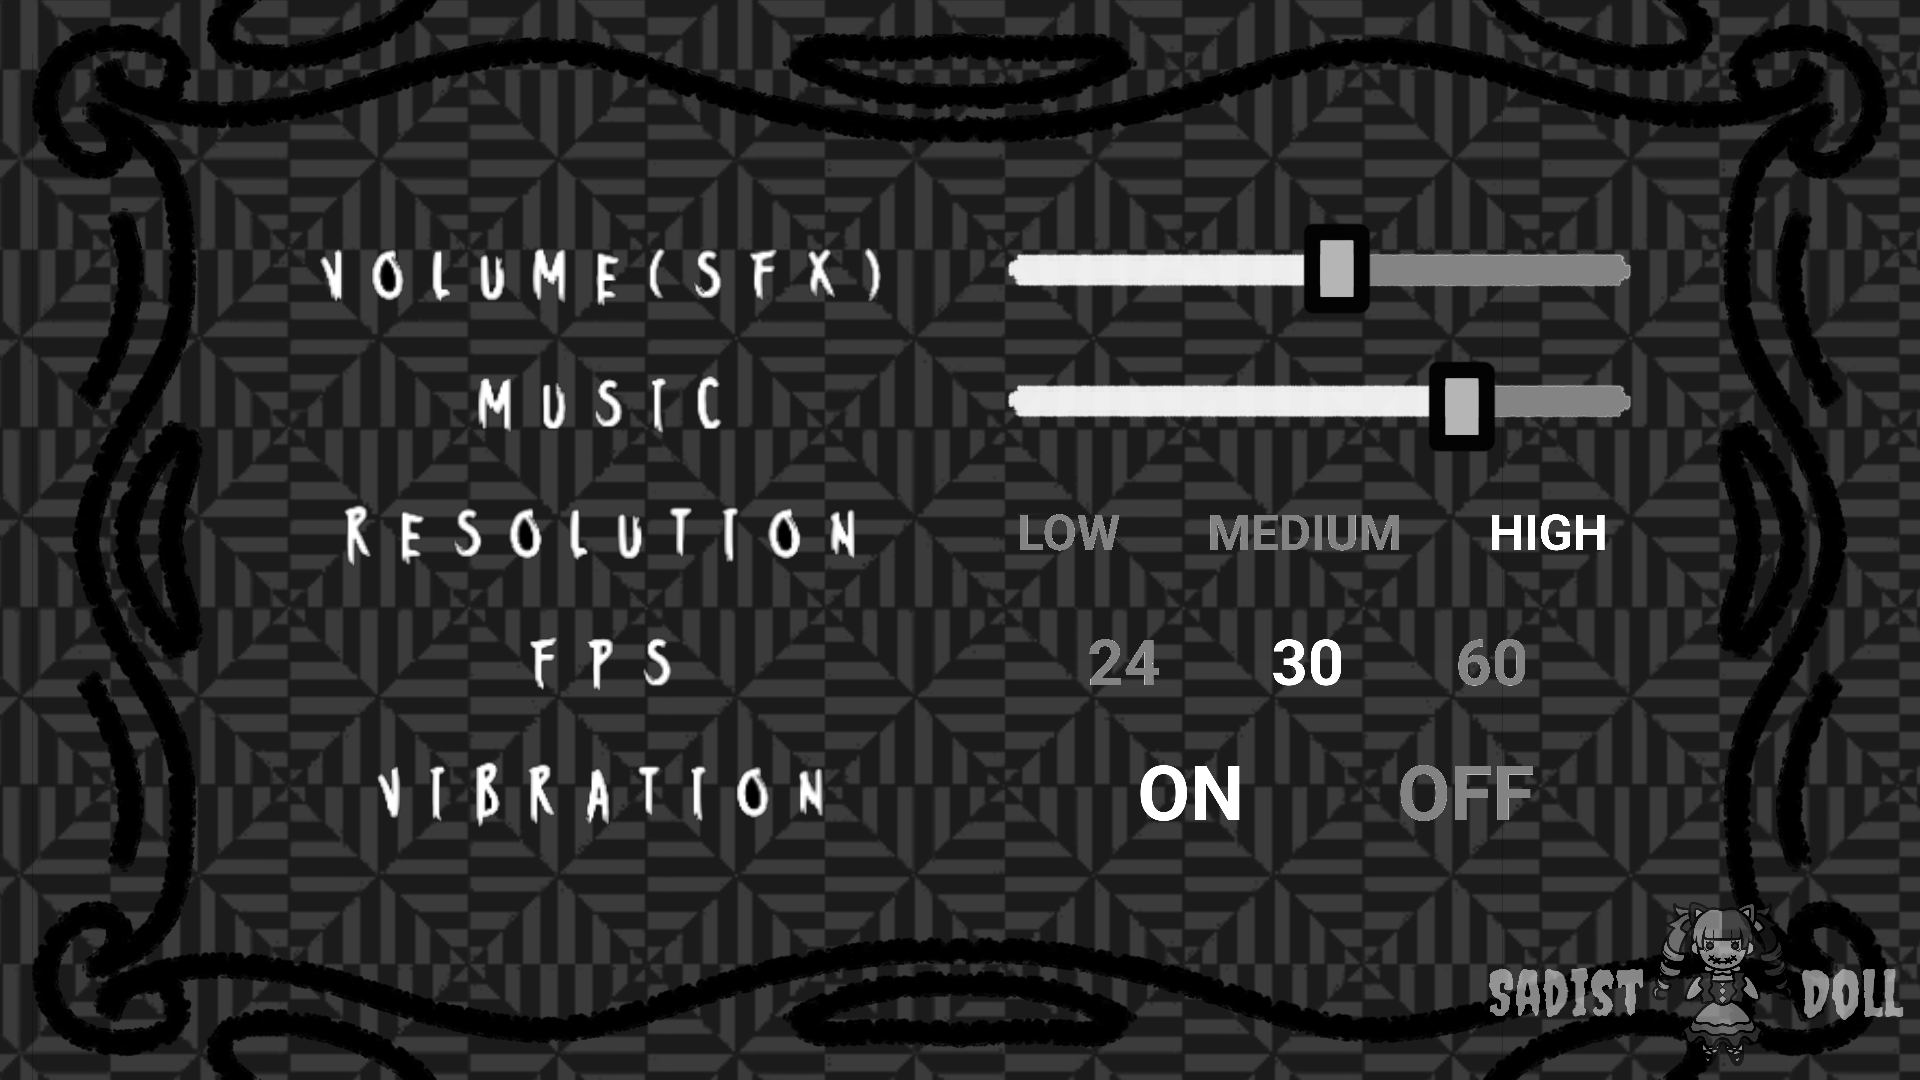 VOLUME(SFX)
MUSIC
RESOLUTION LOW MEDIUM HIGH
FPS 24 30 60
VIBRATION ON OFF
SADIST DOLL